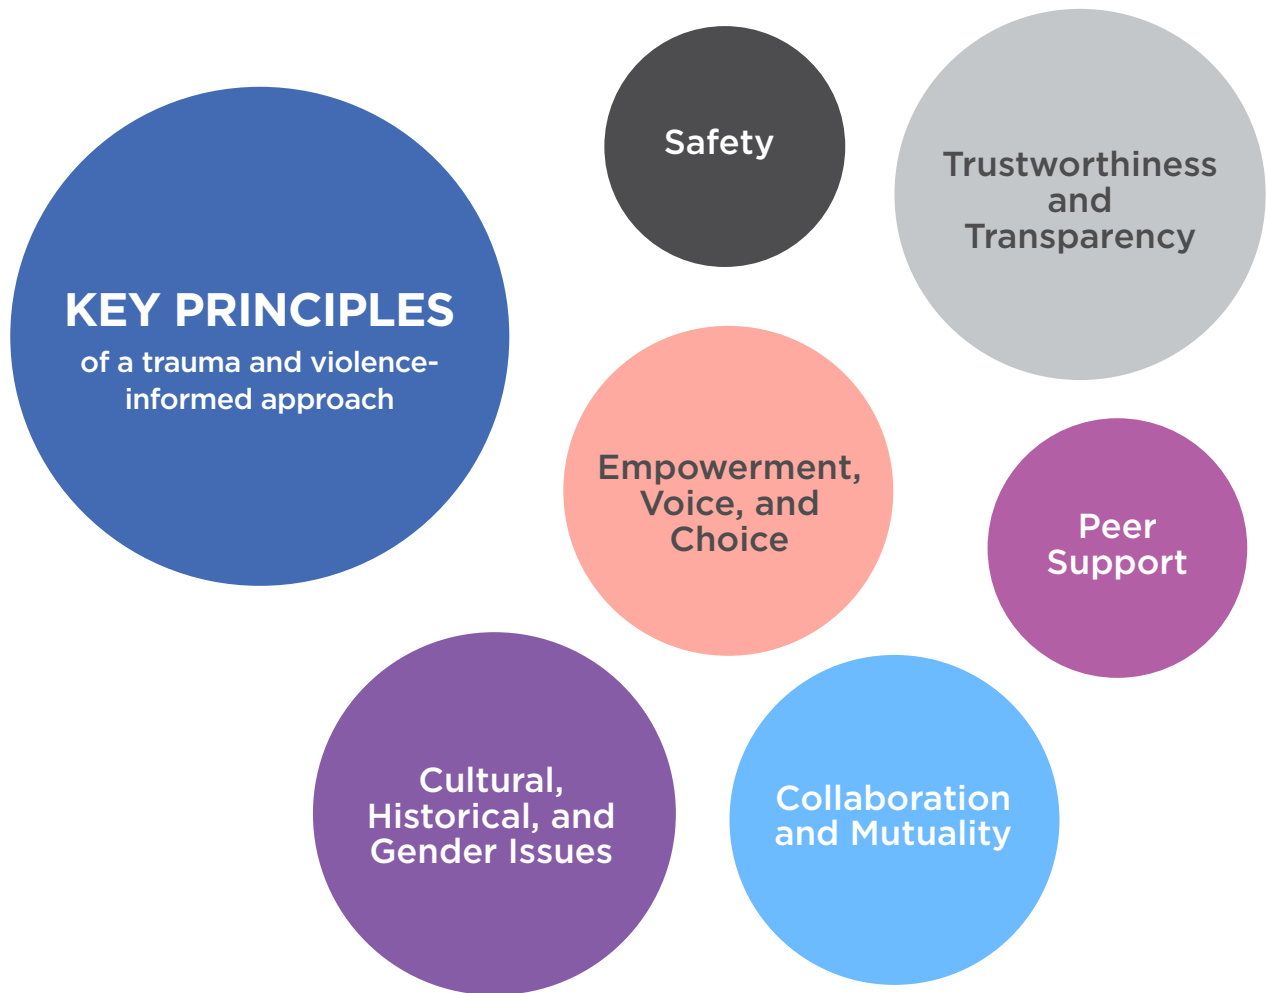 KEY PRINCIPLES
of a trauma and violence-
informed approach
Safety
Trustworthiness
and
Transparency
Empowerment,
Voice, and
Choice
Peer
Support
Cultural,
Historical, and
Gender Issues
Collaboration
and Mutuality